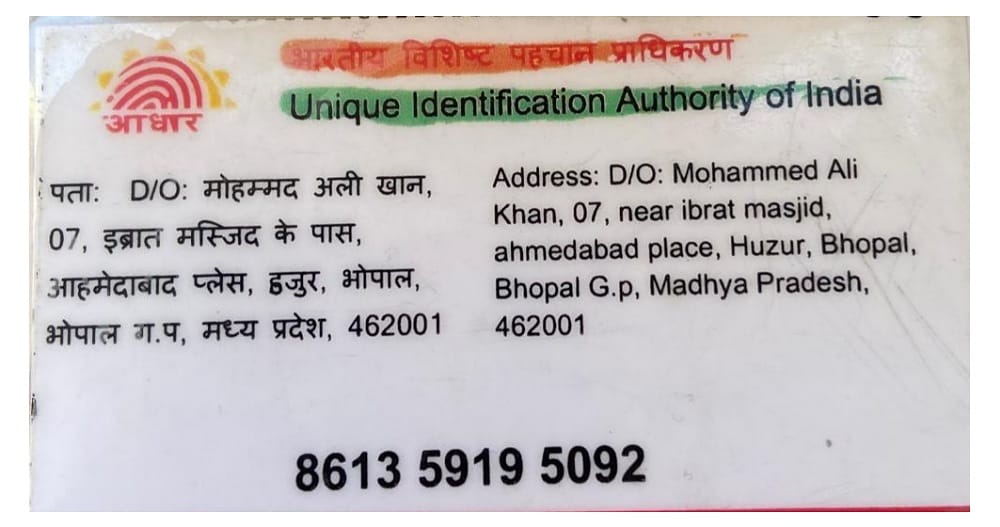 भारतीय विशिष्ट पहचान प्राधिकरण
Unique Identification Authority of India
आधार
पता: D/O: मोहम्मद अली खान,
07, इब्रात मस्जिद के पास,
आहमेदाबाद प्लेस, हुजुर, भोपाल,
भोपाल ग.प, मध्य प्रदेश, 462001
Address: D/O: Mohammed Ali
Khan, 07, near ibrat masjid,
ahmedabad place, Huzur, Bhopal,
Bhopal G.p, Madhya Pradesh,
462001
8613 5919 5092